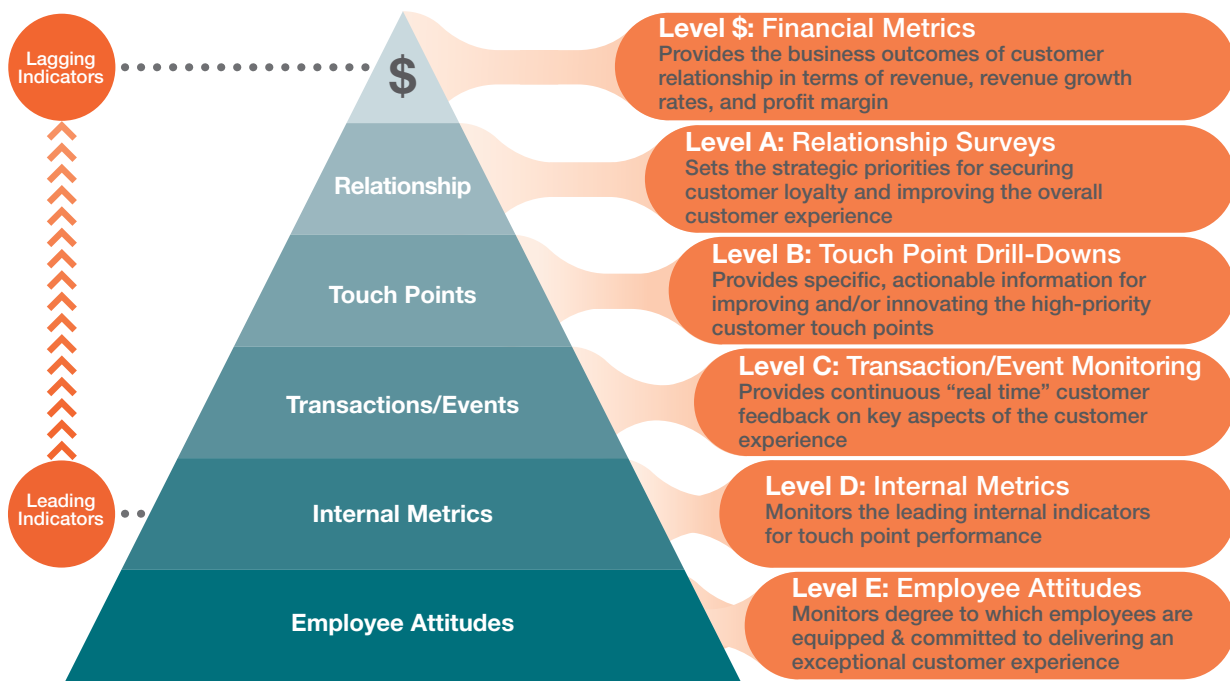 Lagging
Indicators
$
Level $: Financial Metrics
Provides the business outcomes of customer
relationship in terms of revenue, revenue growth
rates, and profit margin
Relationship
Level A: Relationship Surveys
Sets the strategic priorities for securing
customer loyalty and improving the overall
customer experience
Touch Points
Level B: Touch Point Drill-Downs
Provides specific, actionable information for
improving and/or innovating the high-priority
customer touch points
Transactions/Events
Level C: Transaction/Event Monitoring
Provides continuous “real time” customer
feedback on key aspects of the customer
experience
Leading
Indicators
Internal Metrics
Level D: Internal Metrics
Monitors the leading internal indicators
for touch point performance
Employee Attitudes
Level E: Employee Attitudes
Monitors degree to which employees are
equipped & committed to delivering an
exceptional customer experience